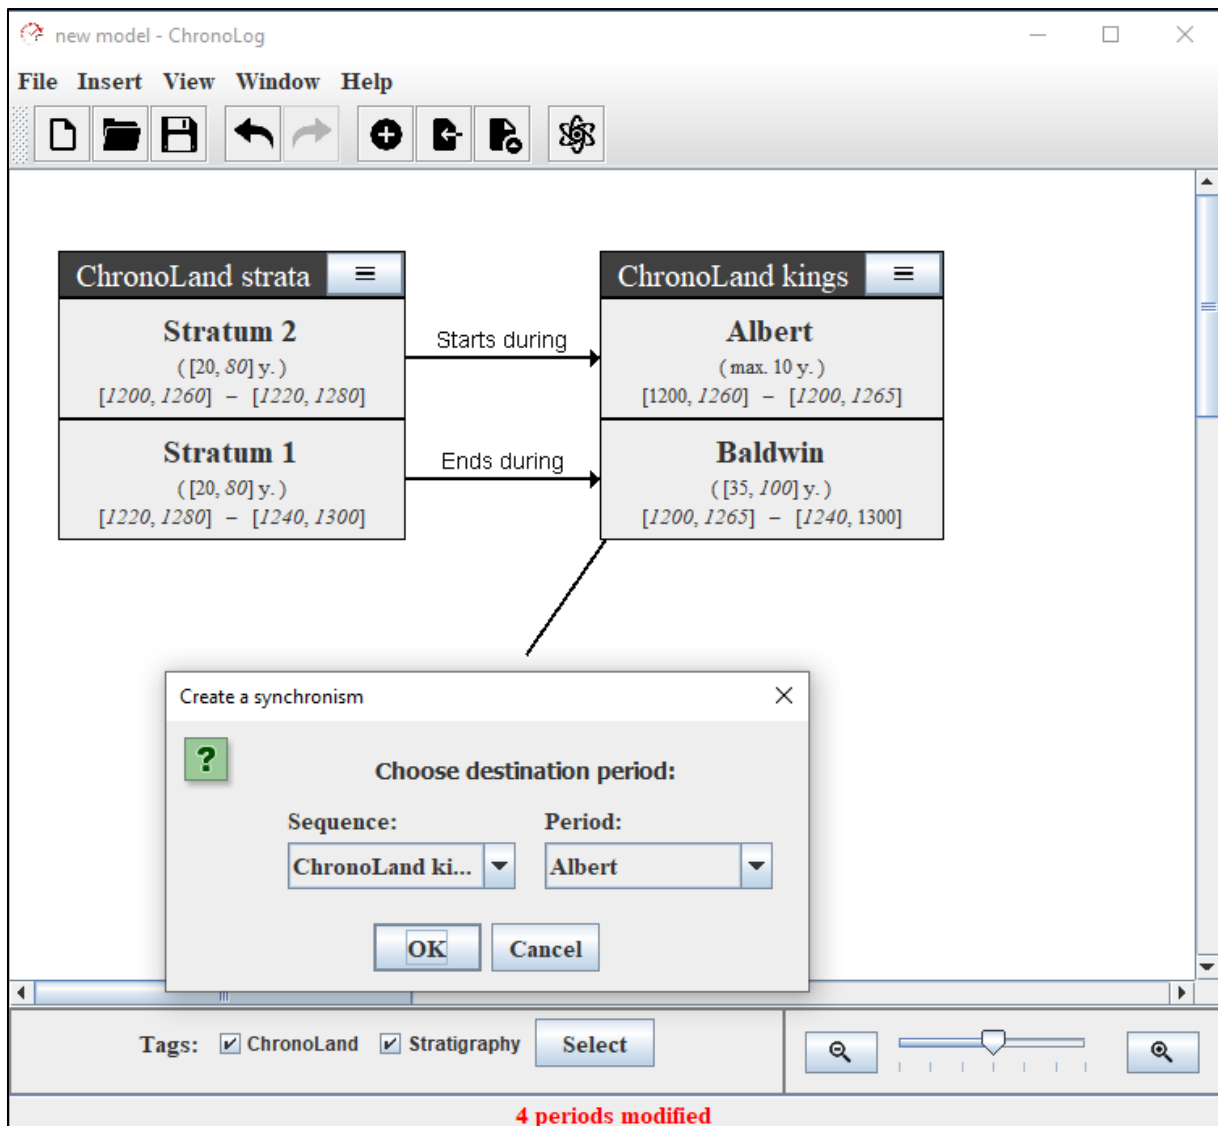 new model - ChronoLog
File Insert View Window Help
ChronoLand strata
Stratum 2
( [20, 80] y. )
[1200, 1260] – [1220, 1280]
Stratum 1
( [20, 80] y. )
[1220, 1280] – [1240, 1300]
Starts during
Ends during
ChronoLand kings
Albert
( max. 10 y. )
[1200, 1260] – [1200, 1265]
Baldwin
( [35, 100] y. )
[1200, 1265] – [1240, 1300]
Create a synchronism
?
Choose destination period:
Sequence: Period:
ChronoLand ki... Albert
OK Cancel
Tags: ChronoLand Stratigraphy Select
4 periods modified